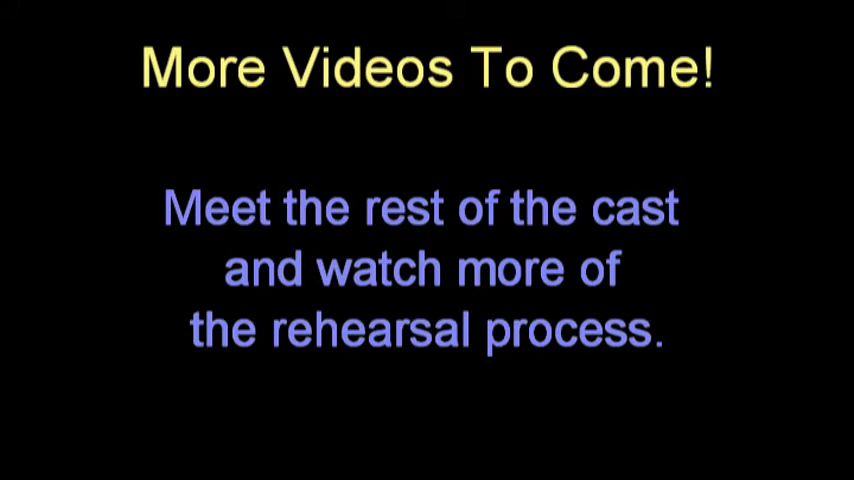 More Videos To Come!
Meet the rest of the cast
and watch more of
the rehearsal process.